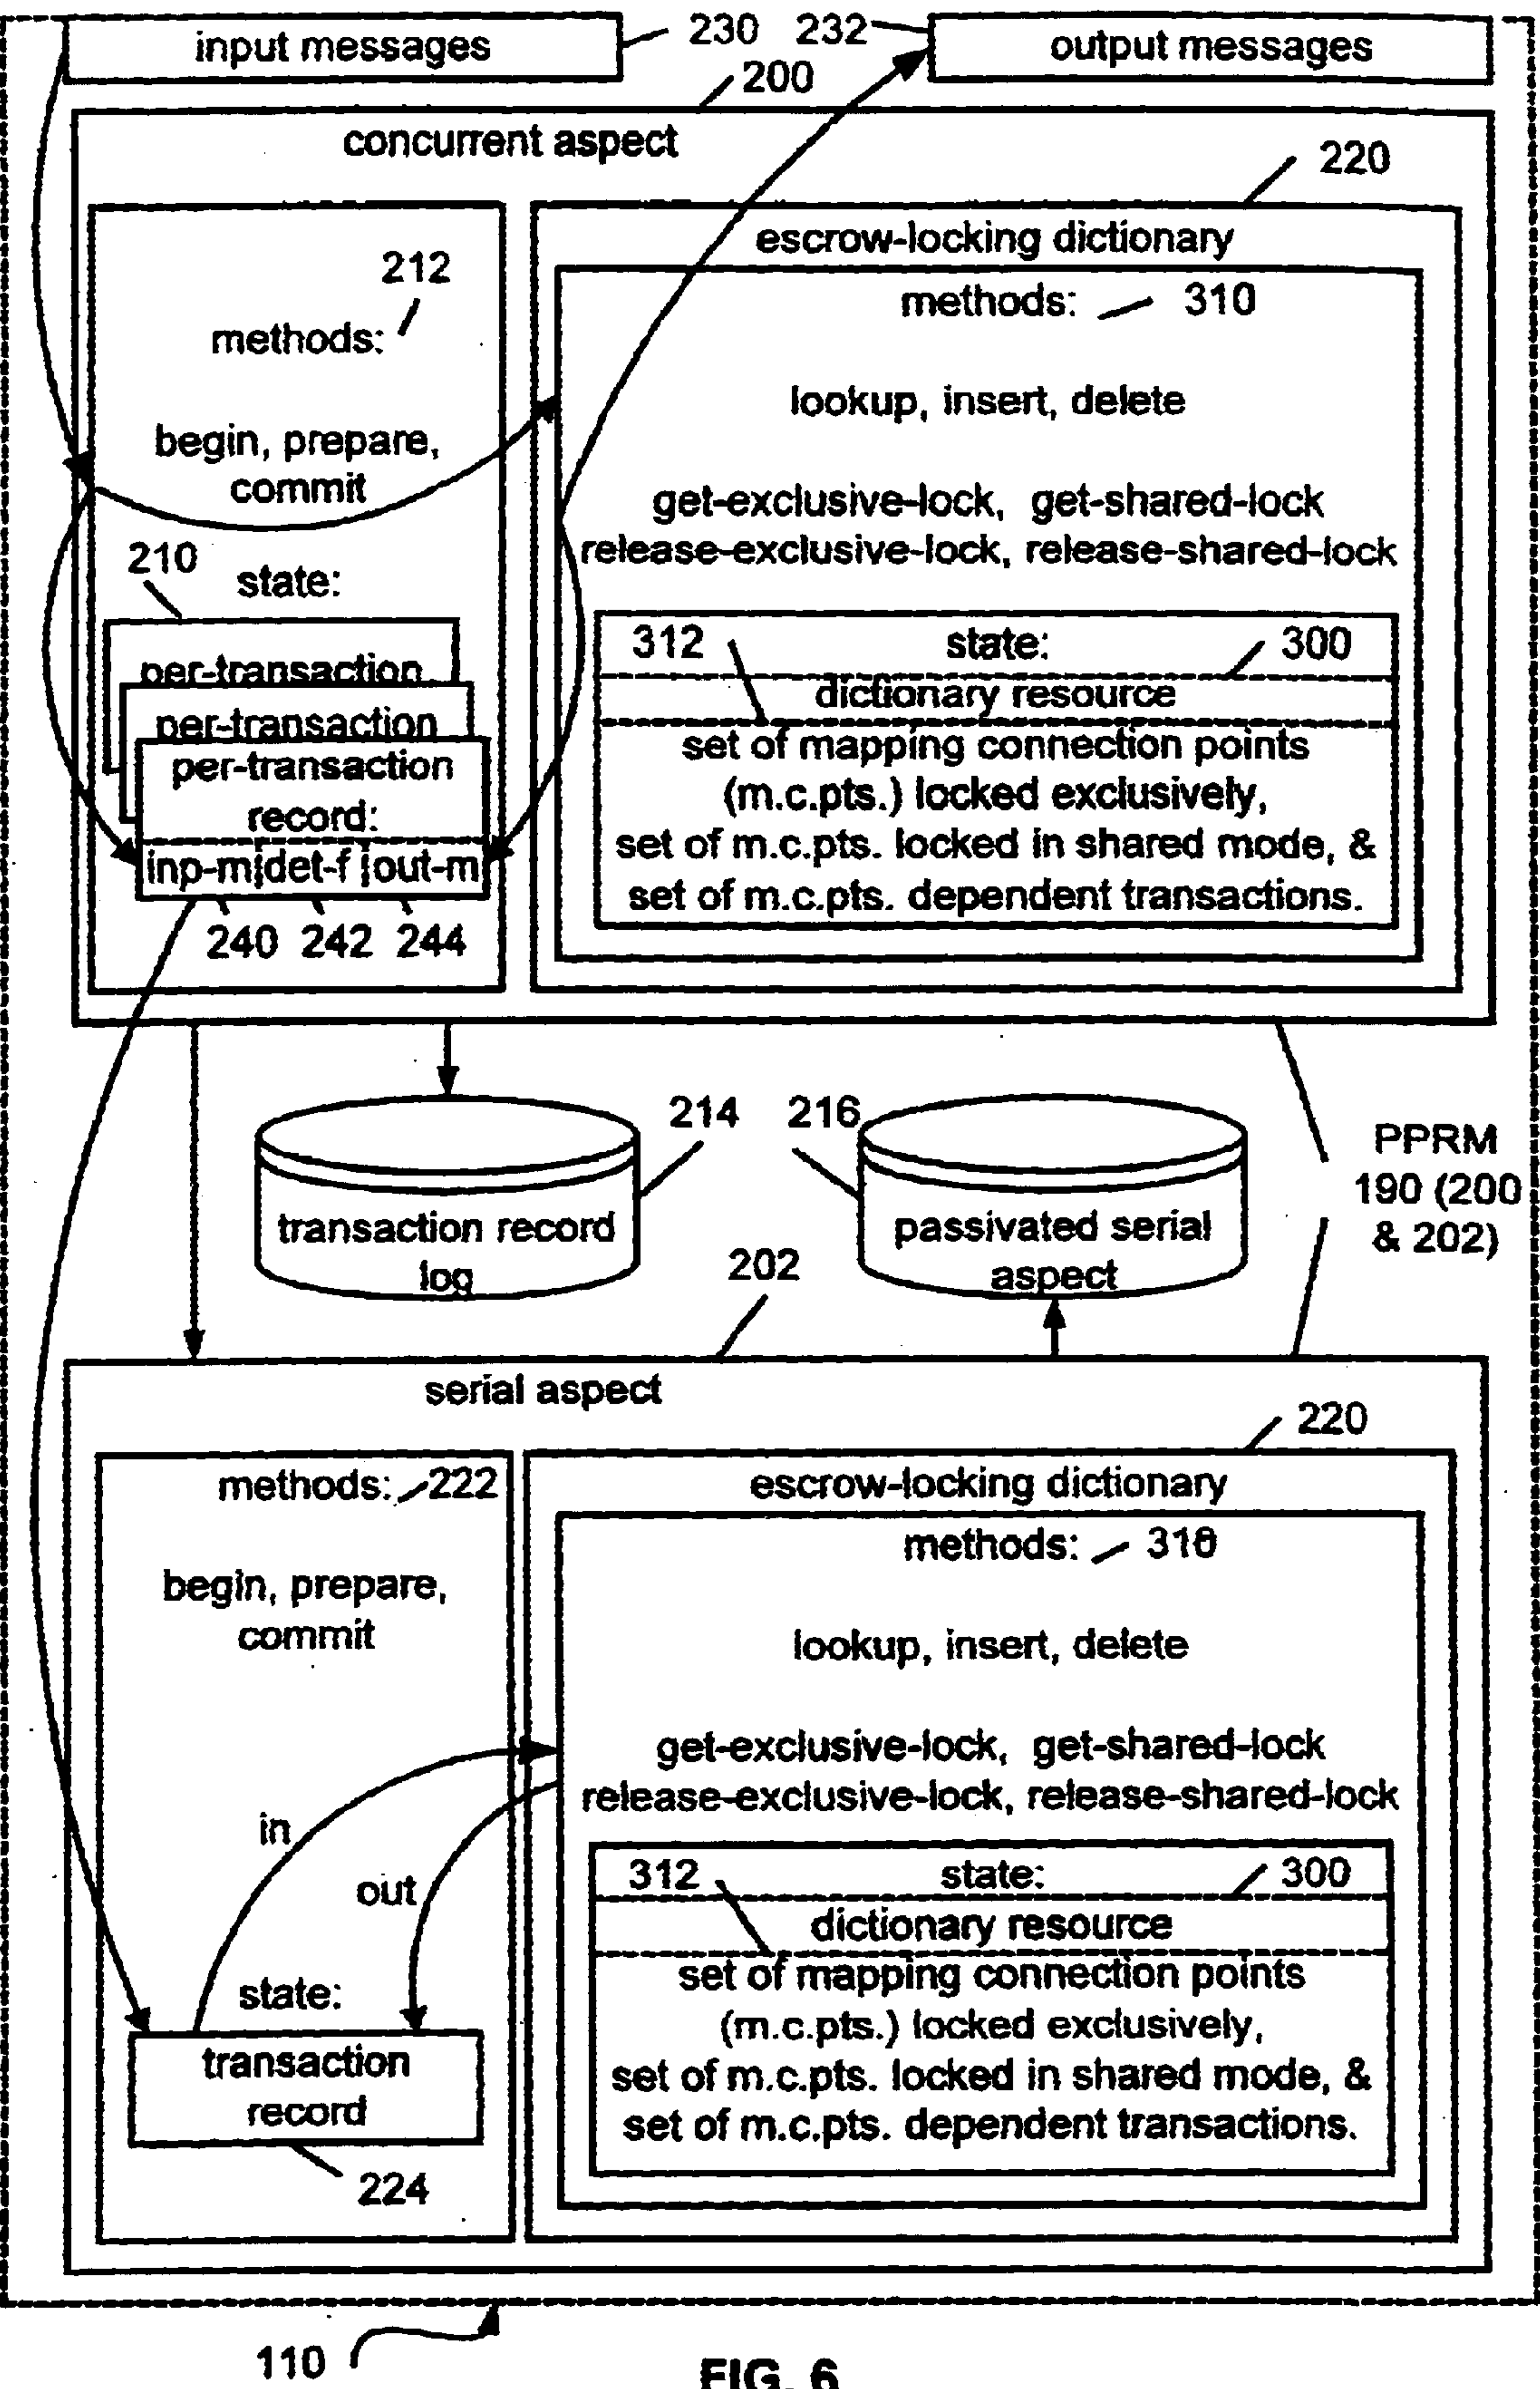 input messages
230
232
output messages
200
concurrent aspect
220
212
methods:
begin, prepare,
commit
210
state:
per-transaction
per-transaction
per-transaction
record:
inp-m det-f out-m
240 242 244
escrow-locking dictionary
methods: 310
lookup, insert, delete
get-exclusive-lock, get-shared-lock
release-exclusive-lock, release-shared-lock
312 state: 300
dictionary resource
set of mapping connection points
(m.c.pts.) locked exclusively,
set of m.c.pts. locked in shared mode, &
set of m.c.pts. dependent transactions.
214
216
transaction record
log
passivated serial
aspect
PPRM
190 (200
& 202)
202
serial aspect
220
methods: 222
begin, prepare,
commit
in
out
state:
transaction
record
224
escrow-locking dictionary
methods: 310
lookup, insert, delete
get-exclusive-lock, get-shared-lock
release-exclusive-lock, release-shared-lock
312 state: 300
dictionary resource
set of mapping connection points
(m.c.pts.) locked exclusively,
set of m.c.pts. locked in shared mode, &
set of m.c.pts. dependent transactions.
110
FIG. 6